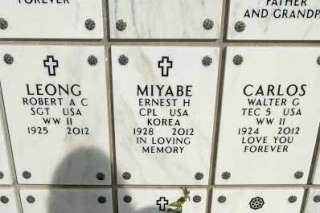 FOREVER
FATHER
AND GRANDPA
LEONG
ROBERT A C
SGT USA
WW II
1925 2012
MIYABE
ERNEST H
CPL USA
KOREA
1928 2012
IN LOVING
MEMORY
CARLOS
WALTER G
TEC 5 USA
WW II
1924 2012
LOVE YOU
FOREVER